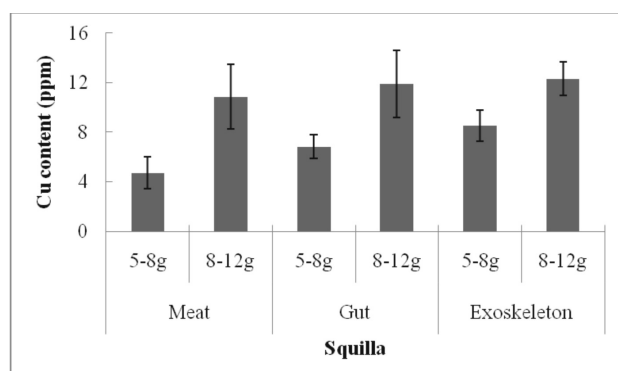 Cu content (ppm)
16
12
8
4
0
5-8g 8-12g 5-8g 8-12g 5-8g 8-12g
Meat Gut Exoskeleton
Squilla